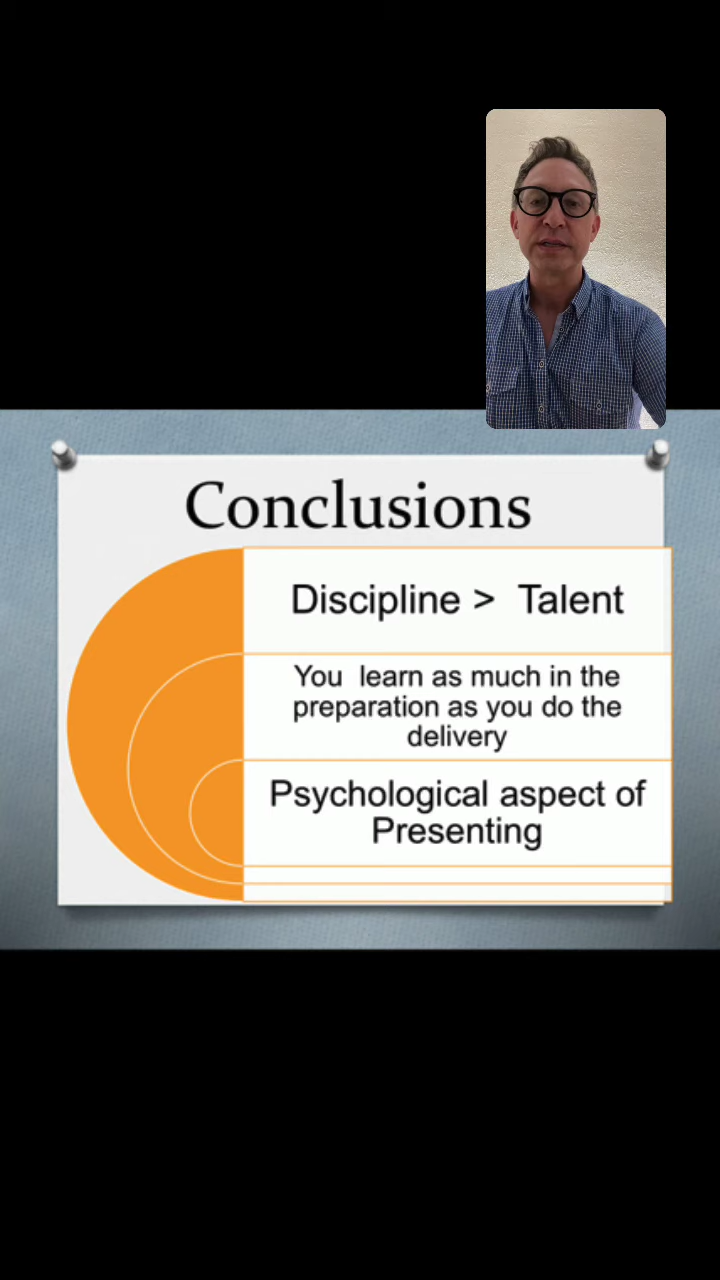 Conclusions
Discipline > Talent
You learn as much in the
preparation as you do the
delivery
Psychological aspect of
Presenting